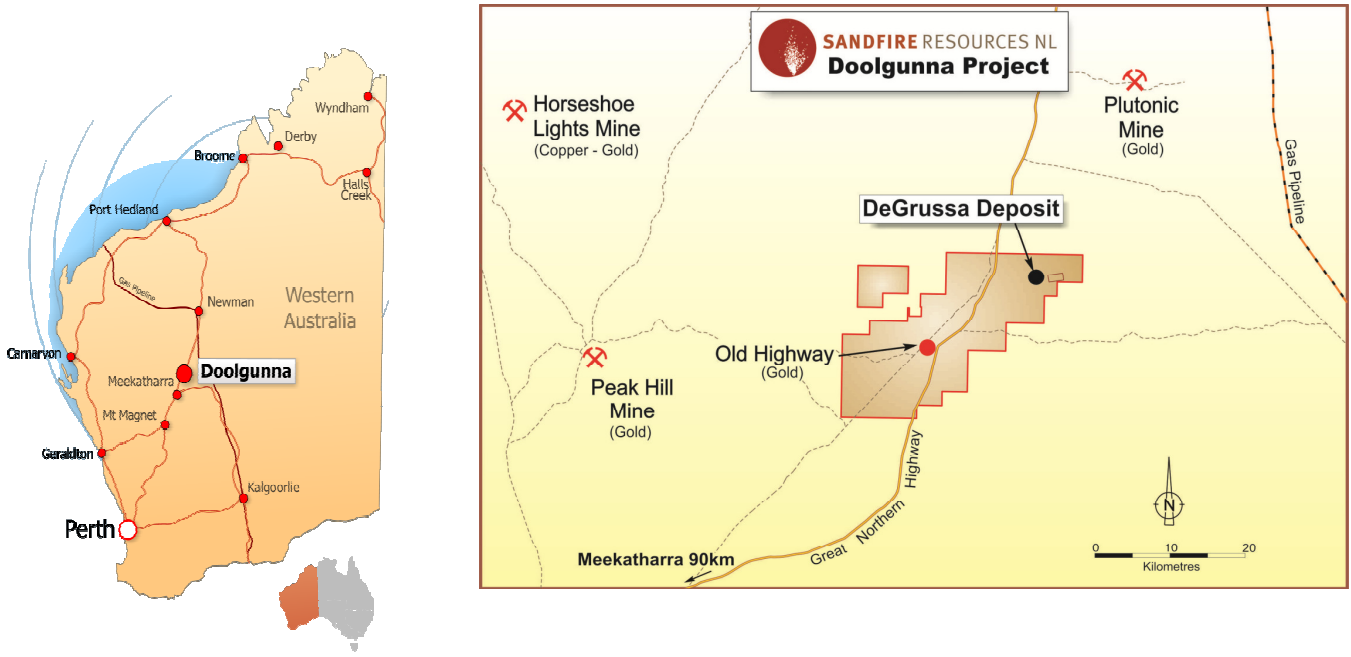 Wyndham
Derby
Broome
Halls
Creek
Port Hedland
Gas Pipeline
Newman
Western
Australia
Carnarvon
Doolgunna
Meekatharra
Mt Magnet
Geraldton
Kalgoorlie
Perth
SANDFIRE RESOURCES NL
Doolgunna Project
Horseshoe
Lights Mine
(Copper - Gold)
Plutonic
Mine
(Gold)
Gas Pipeline
DeGrussa Deposit
Old Highway
(Gold)
Peak Hill
Mine
(Gold)
Great Northern Highway
Meekatharra 90km
N
0 10 20
Kilometres